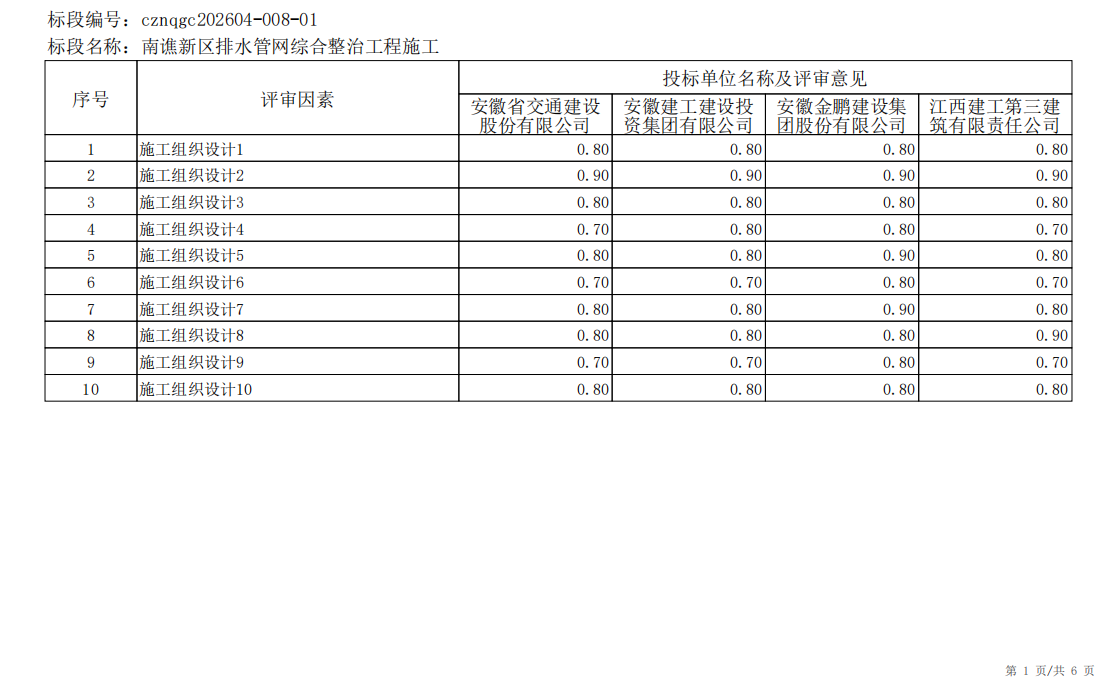 标段编号：cznqgc202604-008-01
标段名称：南谯新区排水管网综合整治工程施工
序号 评审因素 投标单位名称及评审意见
安徽省交通建设股份有限公司 安徽建工建设投资集团有限公司 安徽金鹏建设集团股份有限公司 江西建工第三建筑有限责任公司
1 施工组织设计1 0.80 0.80 0.80 0.80
2 施工组织设计2 0.90 0.90 0.90 0.90
3 施工组织设计3 0.80 0.80 0.80 0.80
4 施工组织设计4 0.70 0.80 0.80 0.70
5 施工组织设计5 0.80 0.80 0.90 0.80
6 施工组织设计6 0.70 0.70 0.80 0.70
7 施工组织设计7 0.80 0.80 0.90 0.80
8 施工组织设计8 0.80 0.80 0.80 0.90
9 施工组织设计9 0.70 0.70 0.80 0.70
10 施工组织设计10 0.80 0.80 0.80 0.80
第 1 页/共 6 页